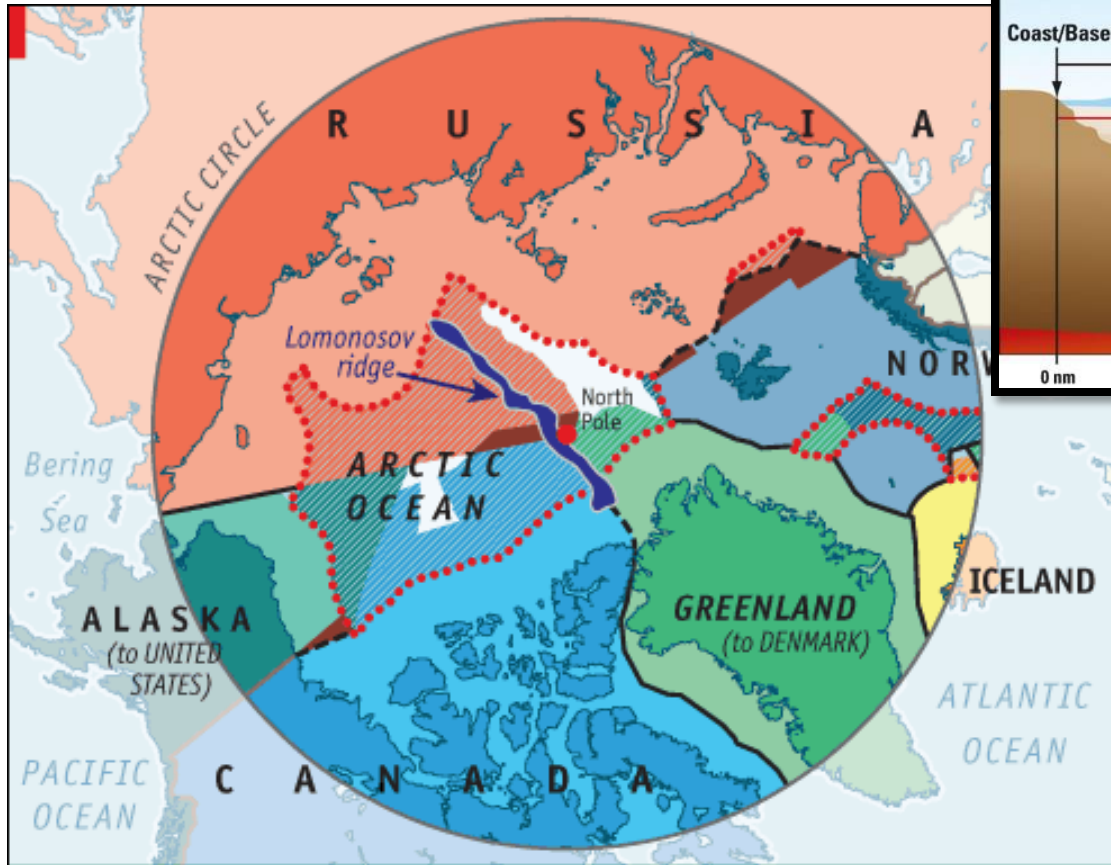 Coast/Base
0 nm
RUSSIA
ARCTIC CIRCLE
Lomonosov
ridge
North
Pole
NORW
ARCTIC
OCEAN
Bering
Sea
ICELAND
ALASKA
(to UNITED
STATES)
GREENLAND
(to DENMARK)
ATLANTIC
OCEAN
PACIFIC
OCEAN
CANADA